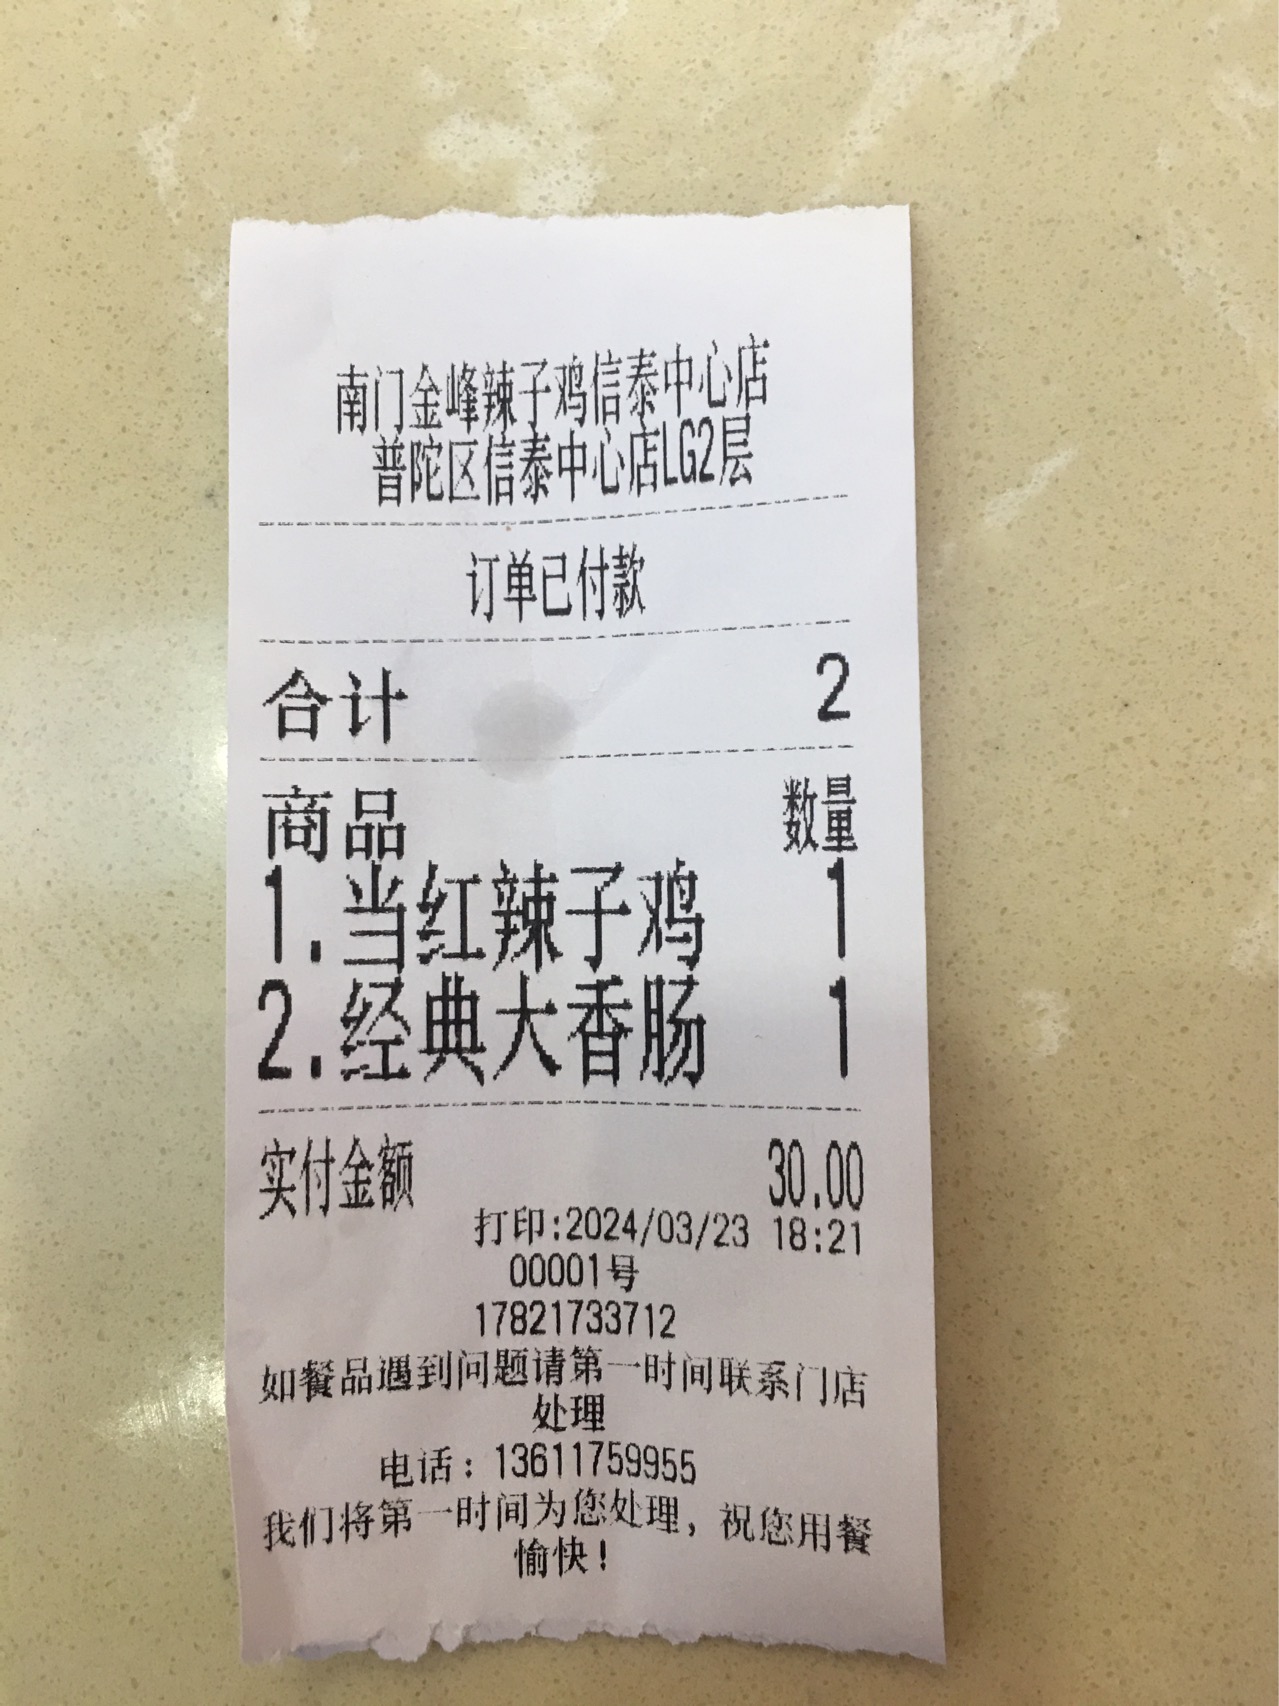 南门金峰辣子鸡信泰中心店
普陀区信泰中心店LG2层
订单已付款
合计 2
商品 数量
1.当红辣子鸡 1
2.经典大香肠 1
实付金额 30.00
打印:2024/03/23 18:21
00001号
17821733712
如餐品遇到问题请第一时间联系门店
处理
电话:13611759955
我们将第一时间为您处理，祝您用餐
愉快!